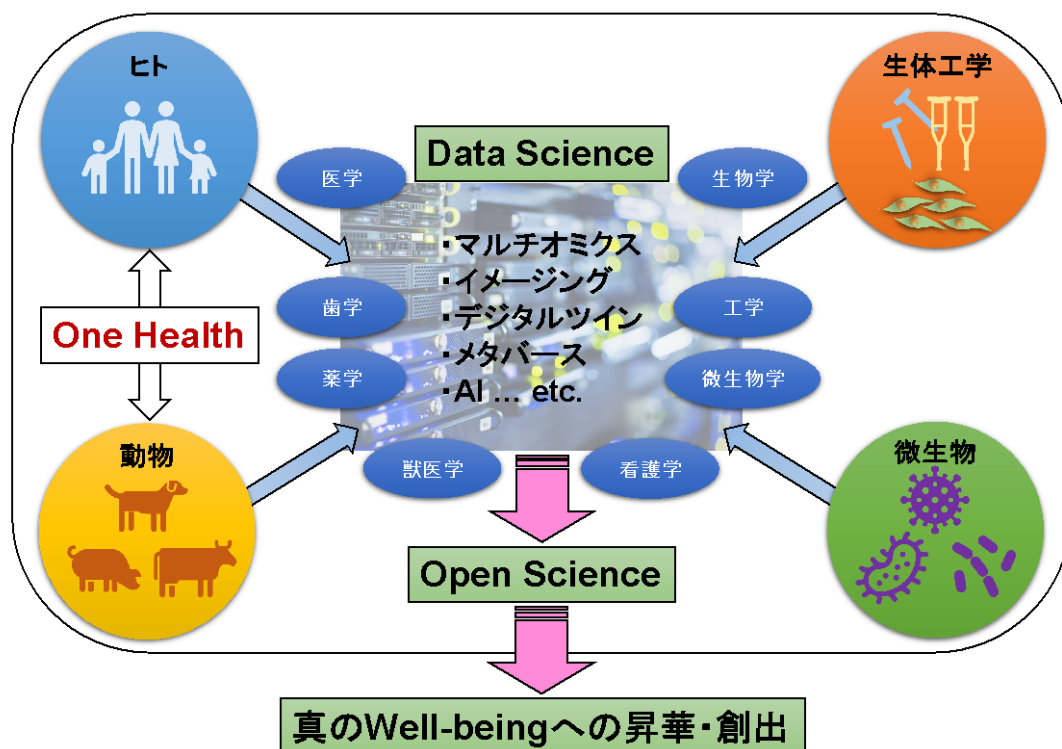 ヒト
生体工学
Data Science
医学
生物学
・マルチオミクス
・イメージング
・デジタルツイン
・メタバース
・AI ... etc.
歯学
工学
One Health
薬学
微生物学
動物
微生物
獣医学
看護学
Open Science
真のWell-beingへの昇華・創出